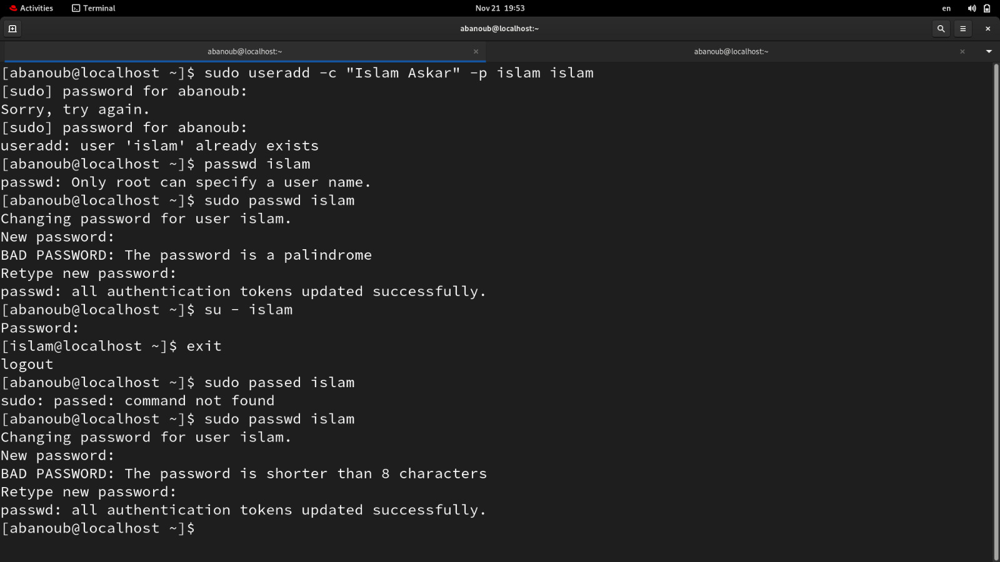 Activities Terminal Nov 21 19:53 en
abanoub@localhost:~
abanoub@localhost:~ × abanoub@localhost:~ ×
[abanoub@localhost ~]$ sudo useradd -c "Islam Askar" -p islam islam
[sudo] password for abanoub:
Sorry, try again.
[sudo] password for abanoub:
useradd: user 'islam' already exists
[abanoub@localhost ~]$ passwd islam
passwd: Only root can specify a user name.
[abanoub@localhost ~]$ sudo passwd islam
Changing password for user islam.
New password:
BAD PASSWORD: The password is a palindrome
Retype new password:
passwd: all authentication tokens updated successfully.
[abanoub@localhost ~]$ su - islam
Password:
[islam@localhost ~]$ exit
logout
[abanoub@localhost ~]$ sudo passed islam
sudo: passed: command not found
[abanoub@localhost ~]$ sudo passwd islam
Changing password for user islam.
New password:
BAD PASSWORD: The password is shorter than 8 characters
Retype new password:
passwd: all authentication tokens updated successfully.
[abanoub@localhost ~]$